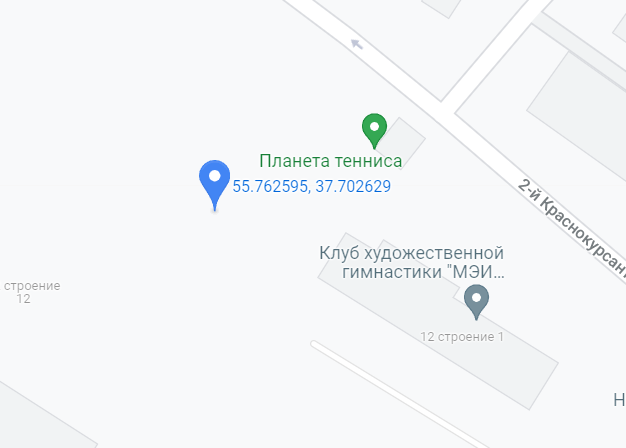 Планета тенниса
55.762595, 37.702629
2-й Краснокурсан
Клуб художественной
гимнастики "МЭИ...
строение
12
12 строение 1
Н